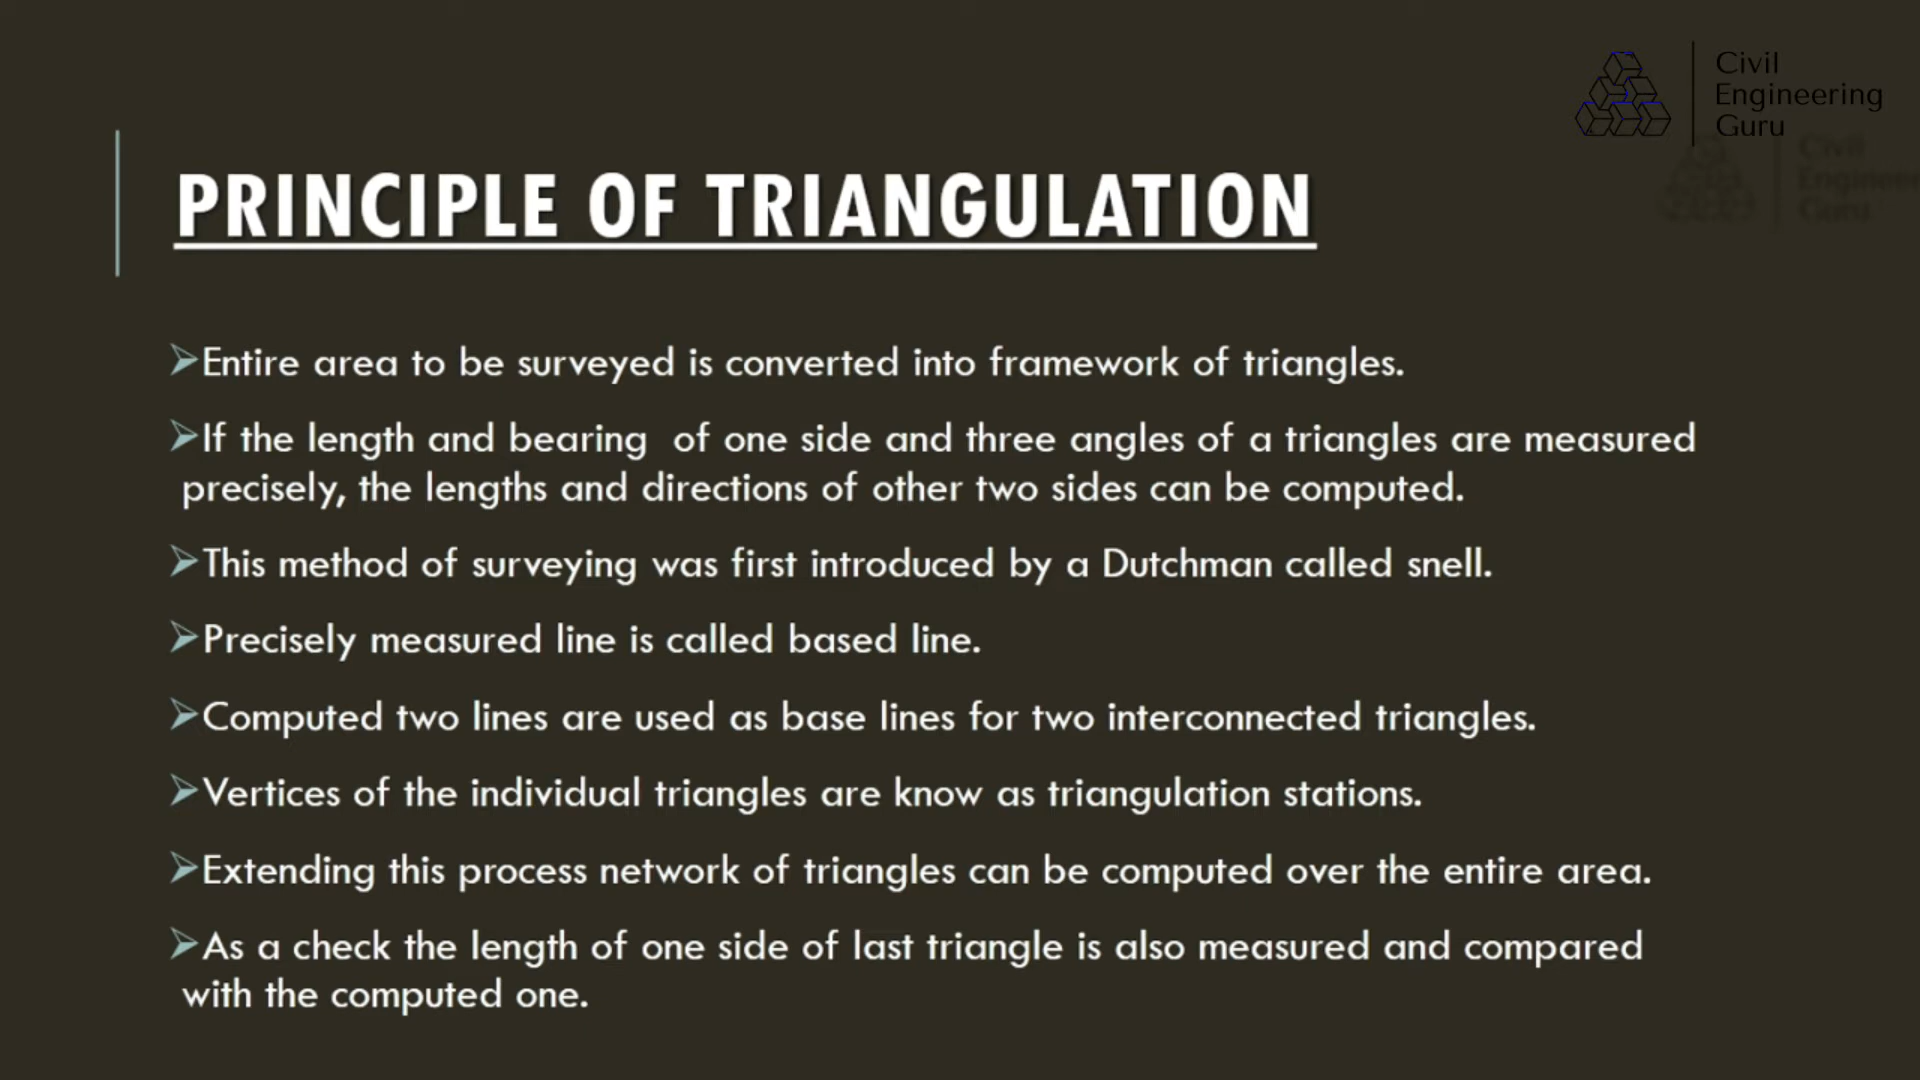 Civil
Engineering
Guru
PRINCIPLE OF TRIANGULATION
➢Entire area to be surveyed is converted into framework of triangles.
➢If the length and bearing of one side and three angles of a triangles are measured
precisely, the lengths and directions of other two sides can be computed.
➢This method of surveying was first introduced by a Dutchman called snell.
➢Precisely measured line is called based line.
➢Computed two lines are used as base lines for two interconnected triangles.
➢Vertices of the individual triangles are know as triangulation stations.
➢Extending this process network of triangles can be computed over the entire area.
➢As a check the length of one side of last triangle is also measured and compared
with the computed one.